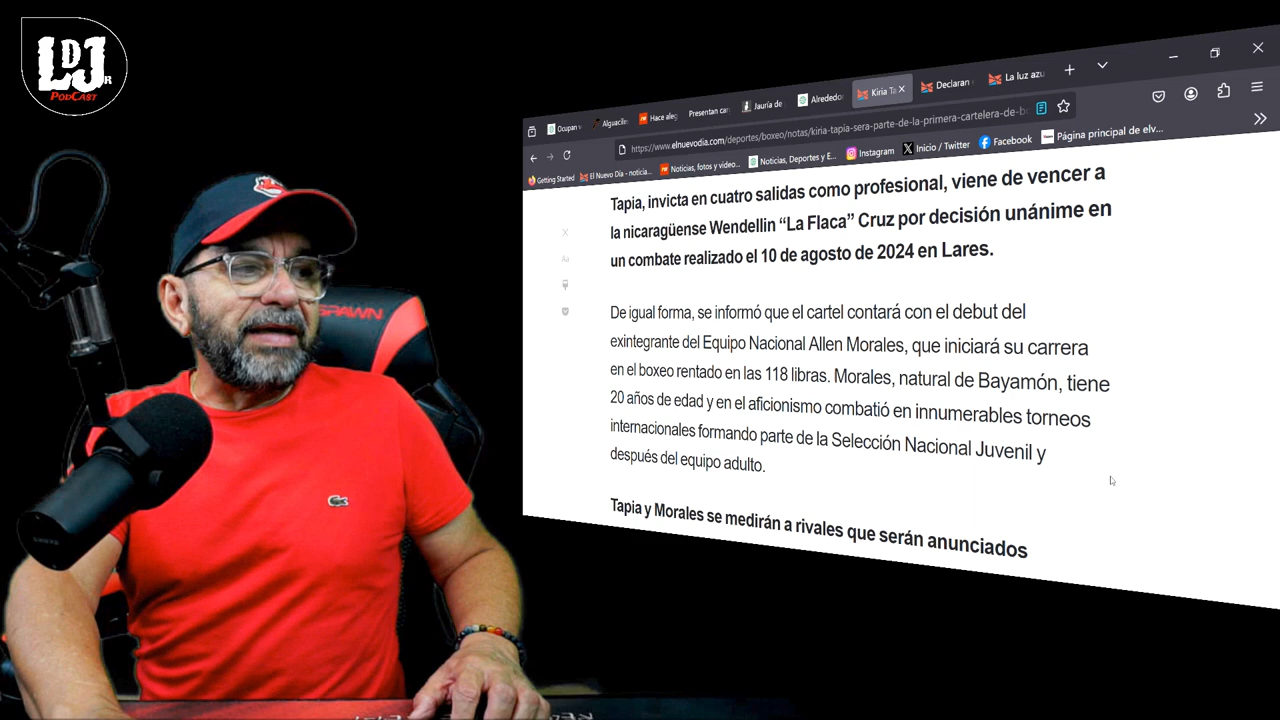 LDJR
PODCAST
SPAWN
Ocupan v
Alguaciles
Hace aleg
Presentan car
Jauría de
Alrededo
Kiria Ta
Declaran
La luz azu
https://www.elnuevodia.com/deportes/boxeo/notas/kiria-tapia-sera-parte-de-la-primera-cartelera-de-b
Getting Started
El Nuevo Día - noticia...
Noticias, fotos y videos...
Noticias, Deportes y E...
Instagram
Inicio / Twitter
Facebook
Página principal de elv...
Tapia, invicta en cuatro salidas como profesional, viene de vencer a
la nicaragüense Wendellin “La Flaca” Cruz por decisión unánime en
un combate realizado el 10 de agosto de 2024 en Lares.
De igual forma, se informó que el cartel contará con el debut del
exintegrante del Equipo Nacional Allen Morales, que iniciará su carrera
en el boxeo rentado en las 118 libras. Morales, natural de Bayamón, tiene
20 años de edad y en el aficionismo combatió en innumerables torneos
internacionales formando parte de la Selección Nacional Juvenil y
después del equipo adulto.
Tapia y Morales se medirán a rivales que serán anunciados